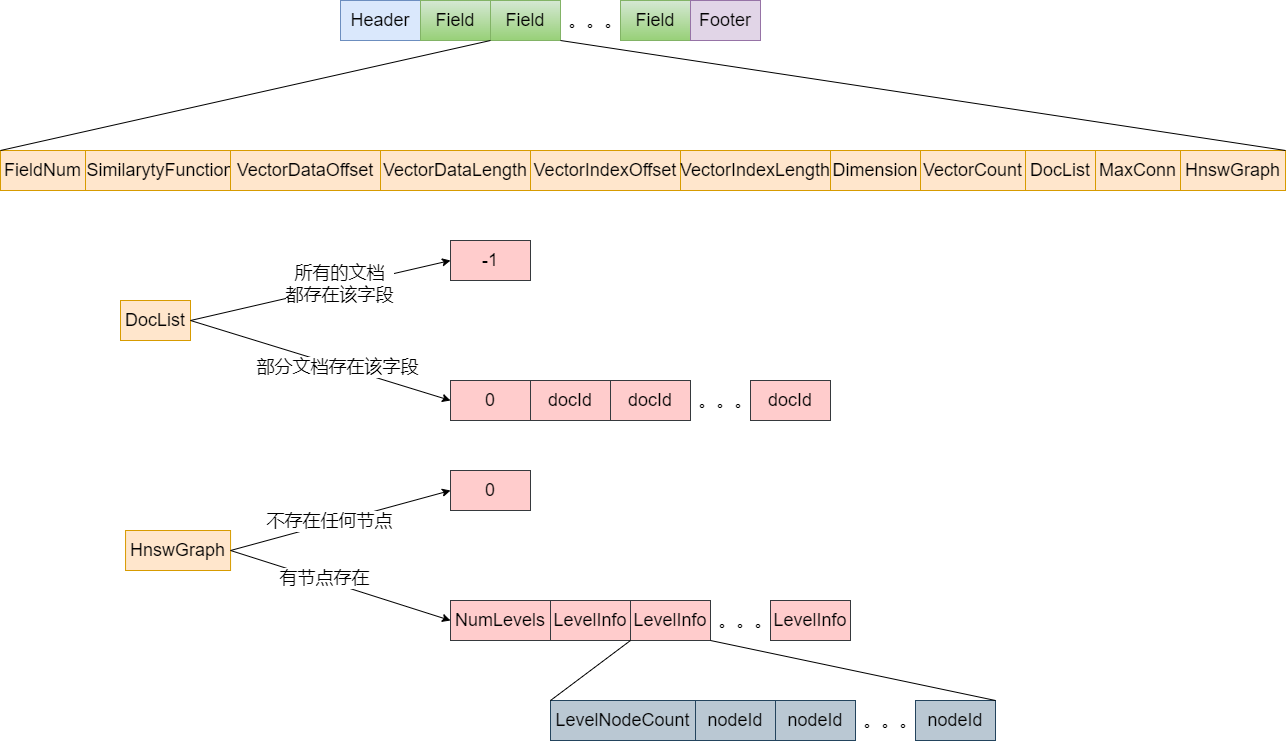 Header Field Field 。。。 Field Footer
FieldNum SimilarytyFunction VectorDataOffset VectorDataLength VectorIndexOffset VectorIndexLength Dimension VectorCount DocList MaxConn HnswGraph
-1
所有的文档
都存在该字段
DocList
部分文档存在该字段
0 docId docId 。。。 docId
0
不存在任何节点
HnswGraph
有节点存在
NumLevels LevelInfo LevelInfo 。。。 LevelInfo
LevelNodeCount nodeId nodeId 。。。 nodeId